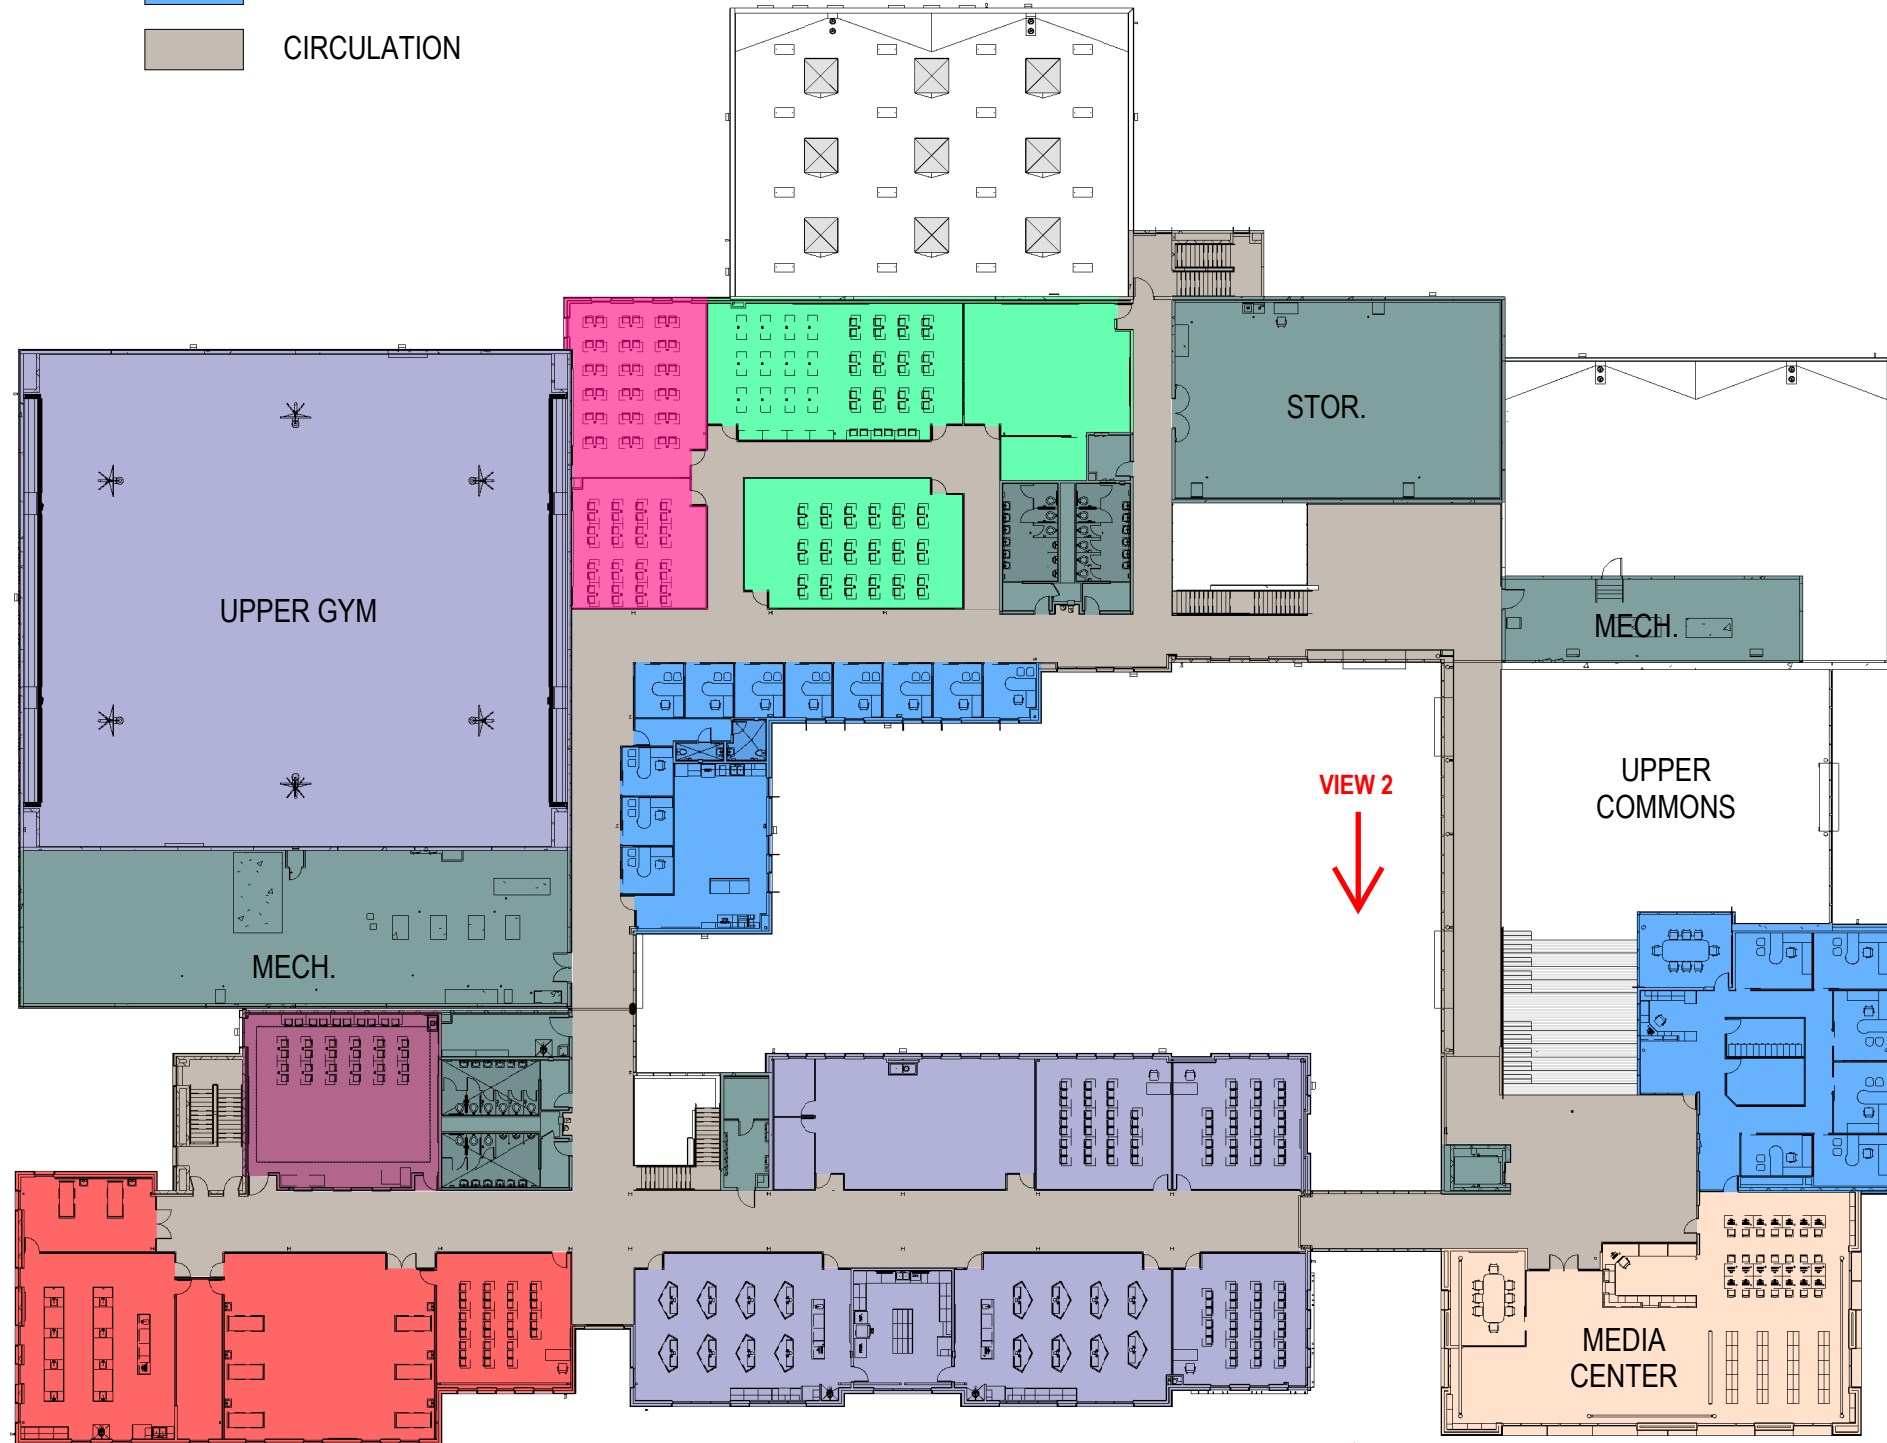 CIRCULATION
STOR.
UPPER GYM
MECH.
VIEW 2
UPPER
COMMONS
MECH.
MEDIA
CENTER